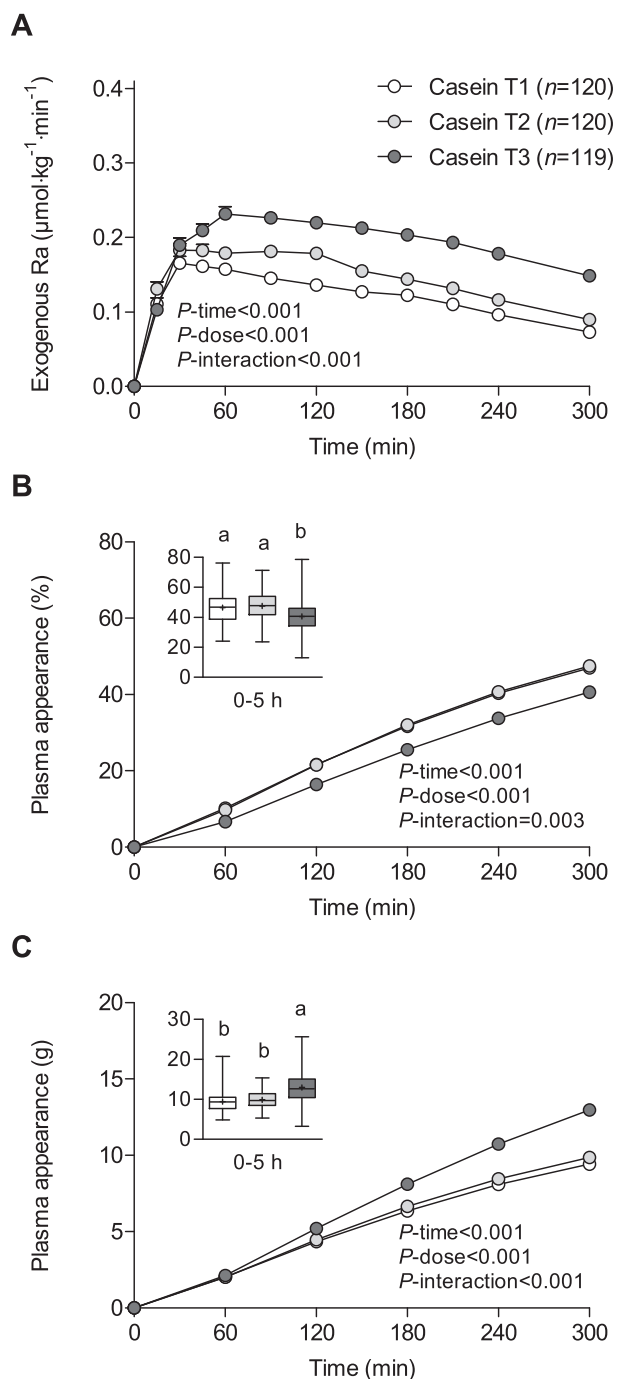 A
Exogenous Ra (µmol·kg⁻¹·min⁻¹)
0.4
0.3
0.2
0.1
0.0
Casein T1 (n=120)
Casein T2 (n=120)
Casein T3 (n=119)
P-time<0.001
P-dose<0.001
P-interaction<0.001
0 60 120 180 240 300
Time (min)
B
Plasma appearance (%)
80
60
40
20
0
a a b
80
60
40
20
0
0-5 h
P-time<0.001
P-dose<0.001
P-interaction=0.003
0 60 120 180 240 300
Time (min)
C
Plasma appearance (g)
20
15
10
5
0
b b a
30
20
10
0
0-5 h
P-time<0.001
P-dose<0.001
P-interaction<0.001
0 60 120 180 240 300
Time (min)